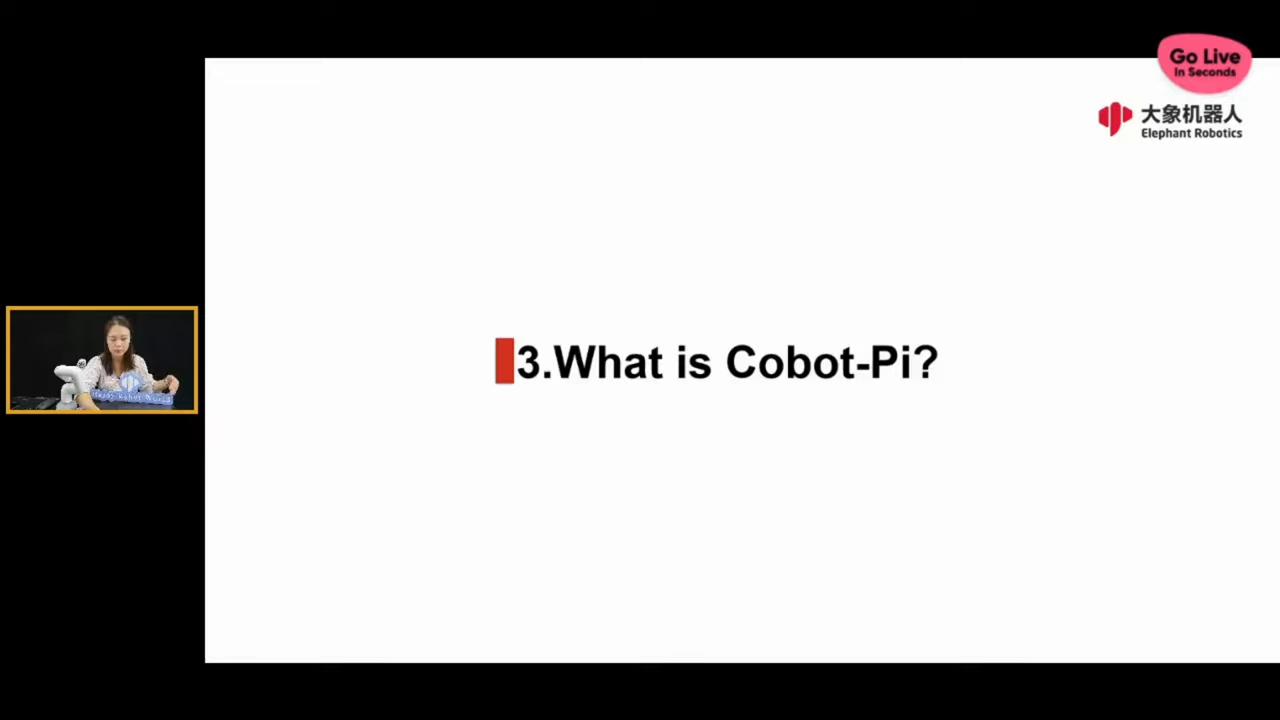 Go Live
In Seconds
大象机器人
Elephant Robotics
3.What is Cobot-Pi?